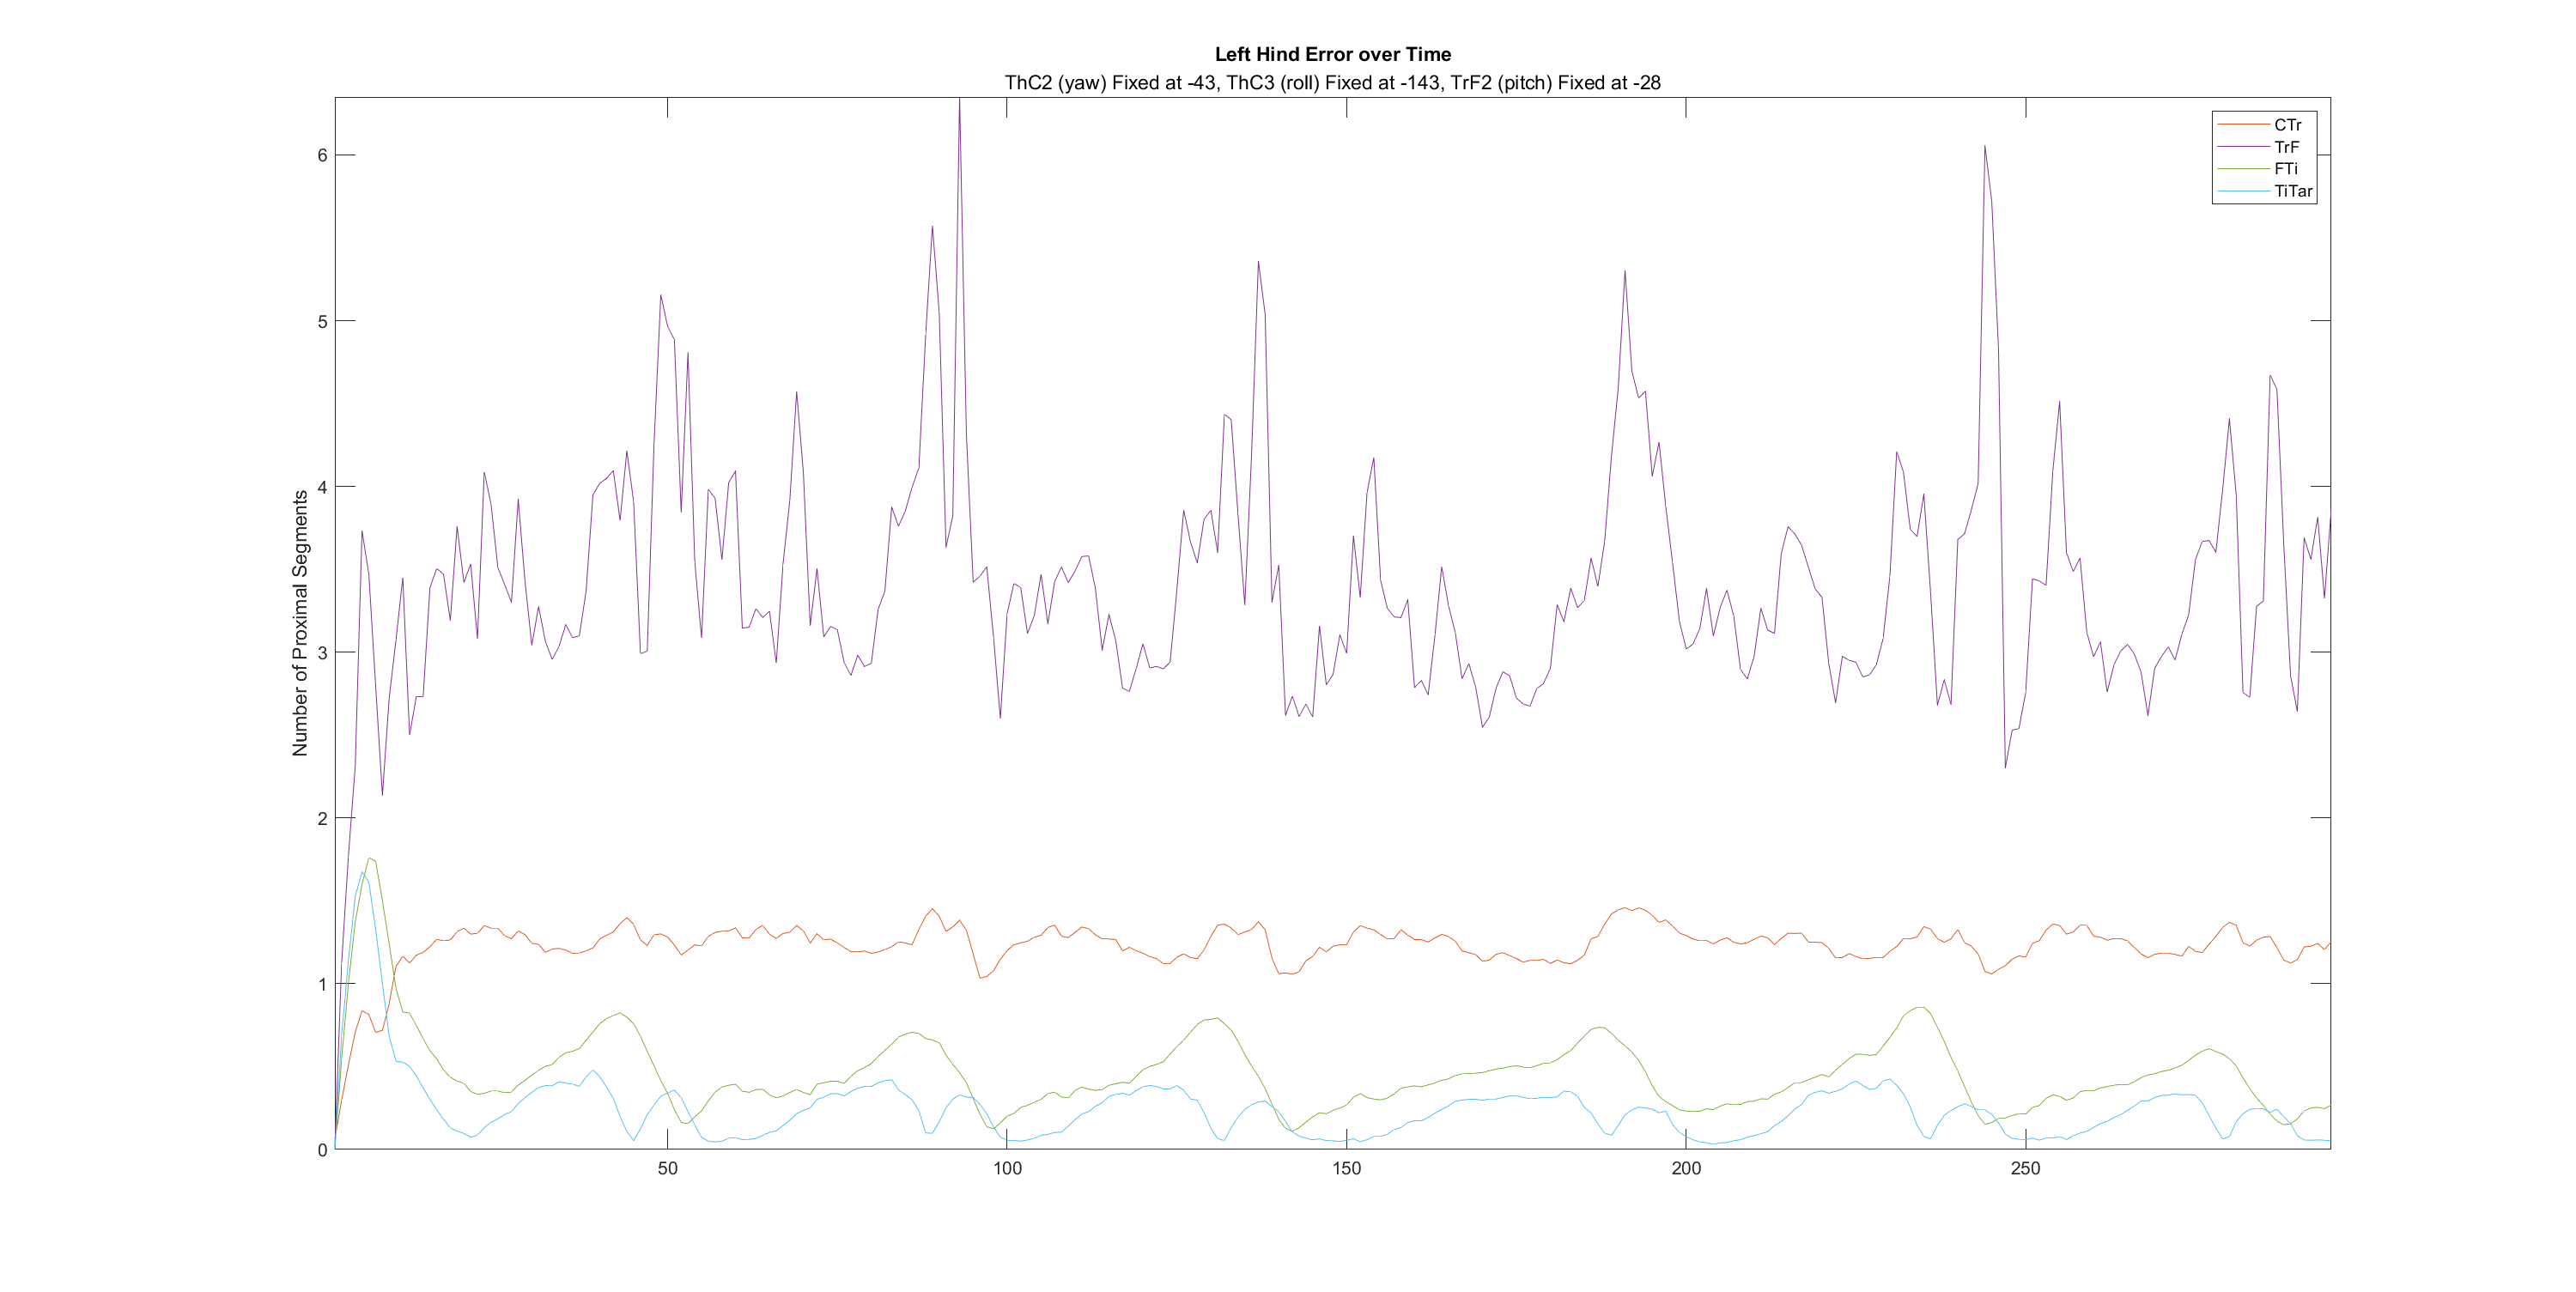 Left Hind Error over Time
ThC2 (yaw) Fixed at -43, ThC3 (roll) Fixed at -143, TrF2 (pitch) Fixed at -28
CTr
TrF
FTi
TiTar
Number of Proximal Segments
6
5
4
3
2
1
0
50
100
150
200
250